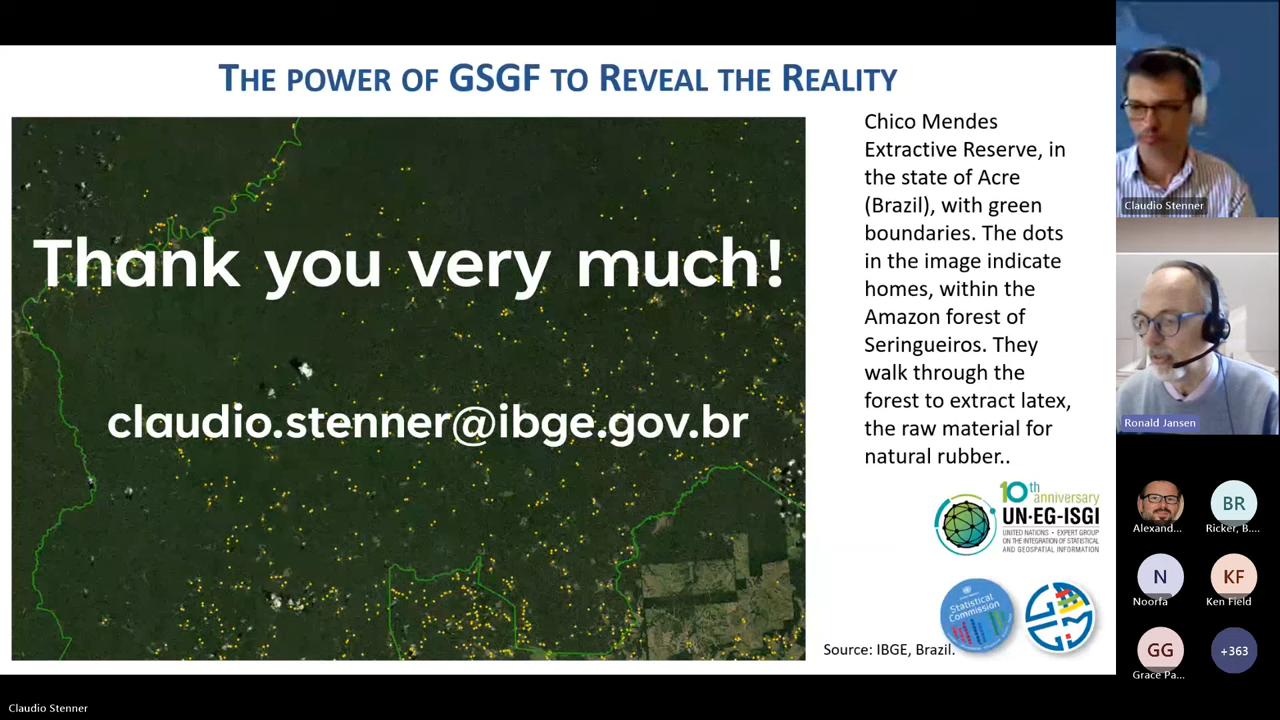 THE POWER OF GSGF TO REVEAL THE REALITY
Thank you very much!
claudio.stenner@ibge.gov.br
Chico Mendes
Extractive Reserve, in
the state of Acre
(Brazil), with green
boundaries. The dots
in the image indicate
homes, within the
Amazon forest of
Seringueiros. They
walk through the
forest to extract latex,
the raw material for
natural rubber..
10th
anniversary
UN-EG-ISGI
UNITED NATIONS • EXPERT GROUP
ON THE INTEGRATION OF STATISTICAL
AND GEOSPATIAL INFORMATION
Statistical
Commission
Source: IBGE, Brazil.
Claudio Stenner
Ronald Jansen
Alexand...
BR
Ricker, B....
N
Noorfa
KF
Ken Field
GG
Grace Pa...
+363
Claudio Stenner